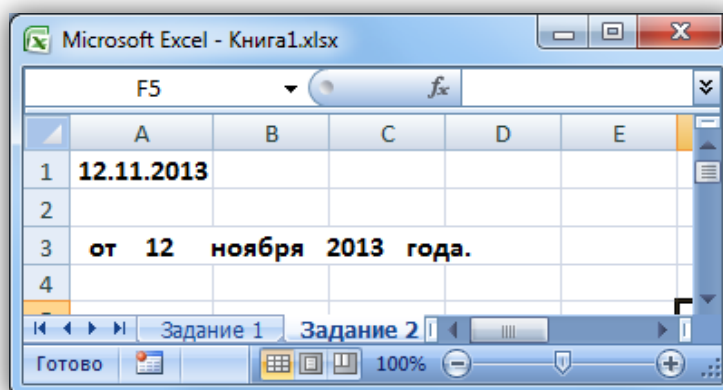 Microsoft Excel - Книга1.xlsx
F5 fx
A B C D E
1 12.11.2013
2
3 от 12 ноября 2013 года.
4
Задание 1 Задание 2
Готово 100%